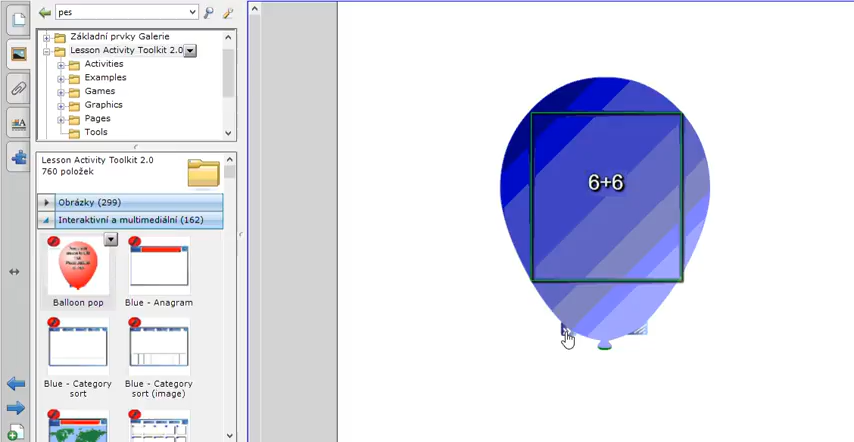 pes
Základní prvky Galerie
Lesson Activity Toolkit 2.0
Activities
Examples
Games
Graphics
Pages
Tools
Lesson Activity Toolkit 2.0
760 položek
Obrázky (299)
Interaktivní a multimediální (162)
Balloon pop
Blue - Anagram
Blue - Category
sort
Blue - Category
sort (image)
6+6